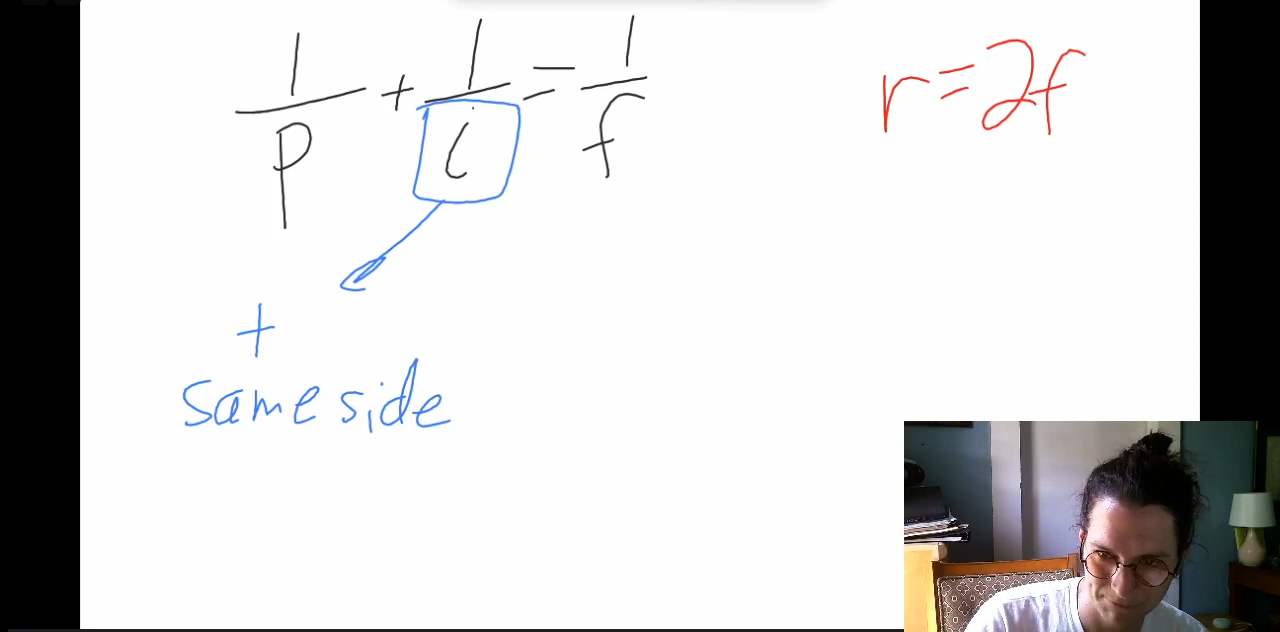 1/p + 1/i = 1/f
r = 2f
+
same side